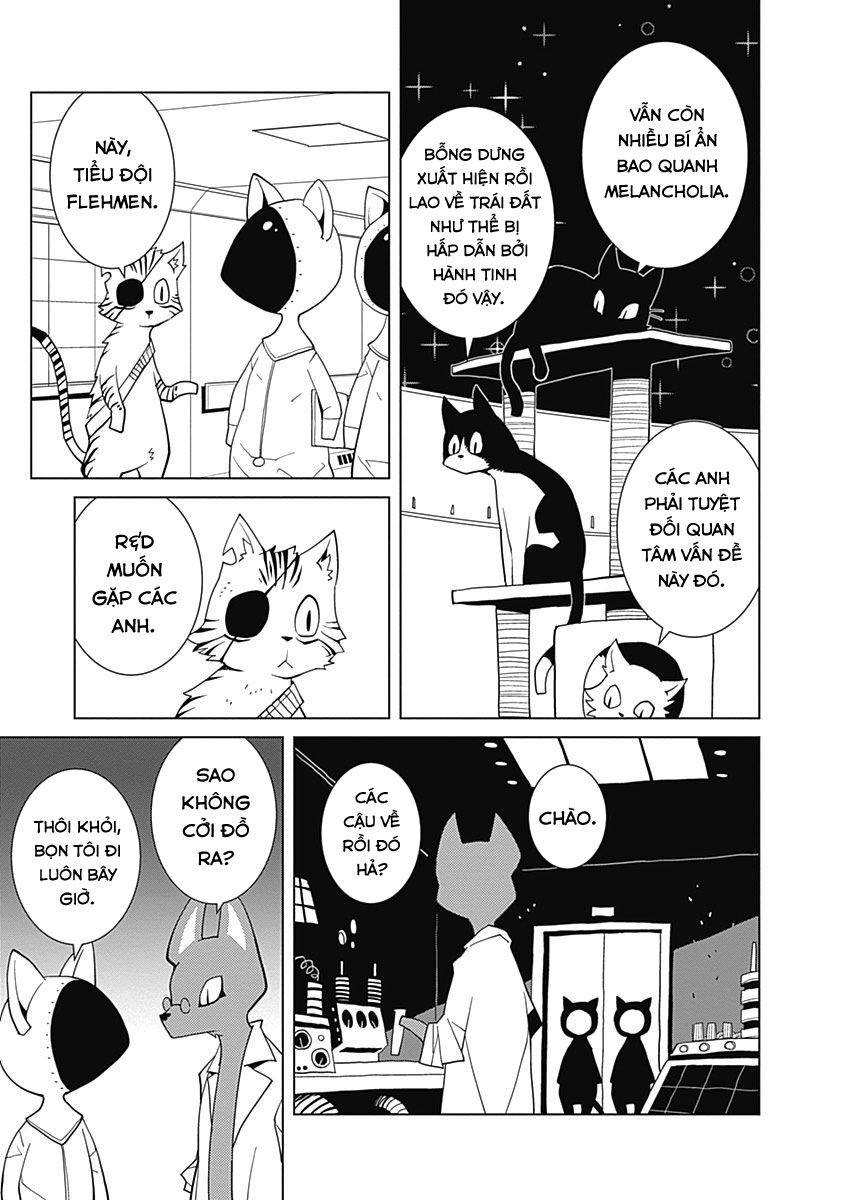 VẪN CÒN
NHIỀU BÍ ẨN
BAO QUANH
MELANCHOLIA.
BỖNG DƯNG
XUẤT HIỆN RỒI
LAO VỀ TRÁI ĐẤT
NHƯ THỂ BỊ
HẤP DẪN BỞI
HÀNH TINH
ĐÓ VẬY.
CÁC ANH
PHẢI TUYỆT
ĐỐI QUAN
TÂM VẤN ĐỀ
NÀY ĐÓ.
NÀY,
TIỂU ĐỘI
FLEHMEN.
RED
MUỐN
GẶP CÁC
ANH.
CHÀO.
CÁC
CẬU VỀ
RỒI ĐÓ
HẢ?
SAO
KHÔNG
CỞI ĐỒ
RA?
THÔI KHỎI,
BỌN TÔI ĐI
LUÔN BÂY
GIỜ.